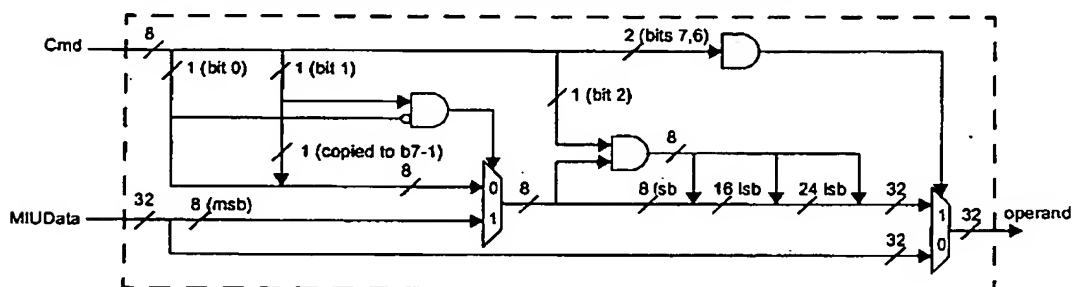 8
2 (bits 7,6)
Cmd
1 (bit 0)
1 (bit 1)
1 (bit 2)
8
1 (copied to b7-1)
8
0
32
8 (msb)
8
8 lsb
16 lsb
24 lsb
32
MIUData
1
1
32
operand
32
0